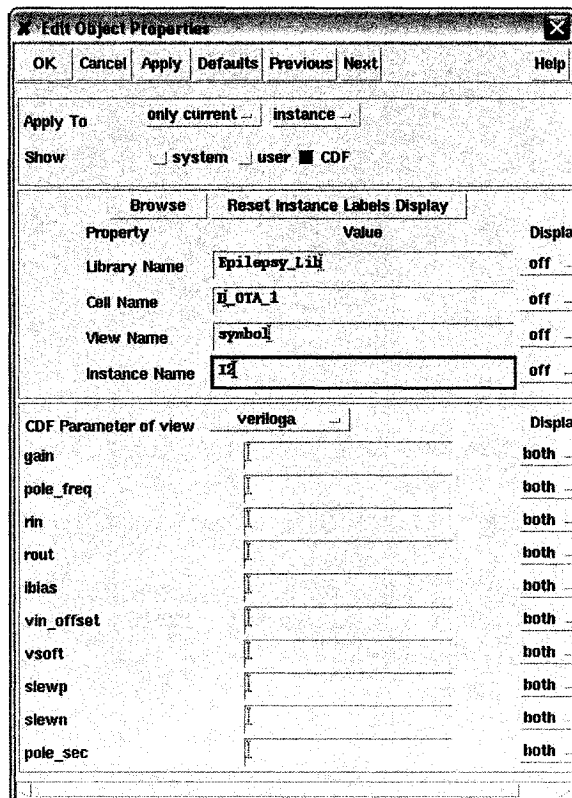 Edit Object Properties
OK Cancel Apply Defaults Previous Next Help
Apply To only current instance
Show system user CDF
Browse Reset Instance Labels Display
Property Value Displa
Library Name Epilepsy_Lib off
Cell Name D_OTA_1 off
View Name symbol off
Instance Name I2 off
CDF Parameter of view veriloga Displa
gain both
pole_freq both
rin both
rout both
ibias both
vin_offset both
vsoft both
slewp both
slewn both
pole_sec both